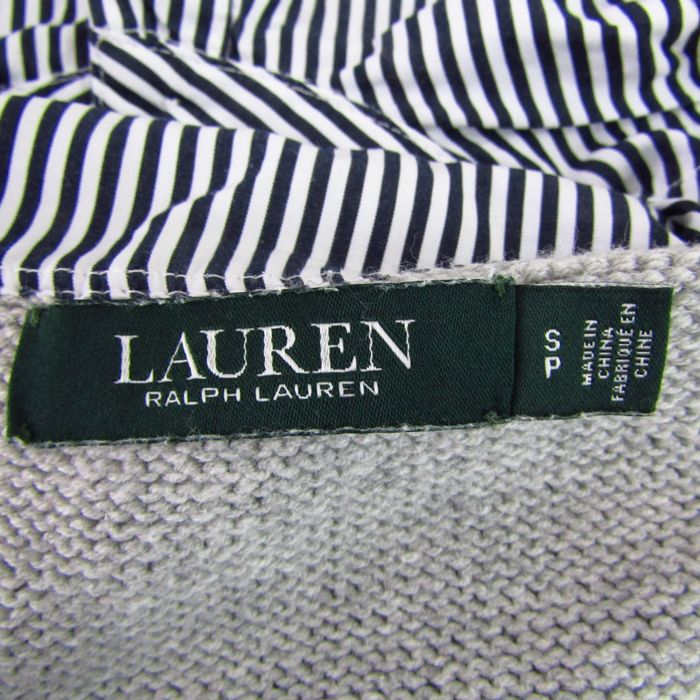 LAUREN
RALPH LAUREN
S
P
MADE IN
CHINA
FABRIQUÉ EN
CHINE